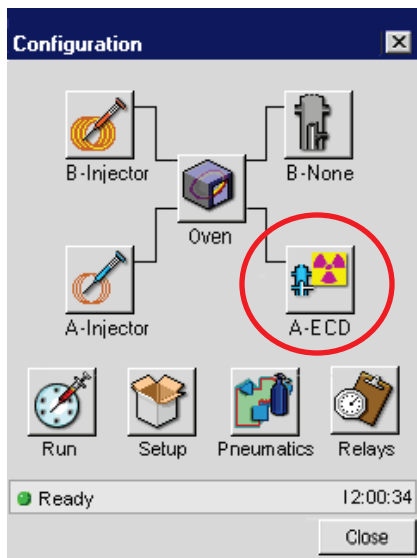 Configuration
B-Injector
B-None
Oven
A-Injector
A-ECD
Run
Setup
Pneumatics
Relays
Ready
12:00:34
Close